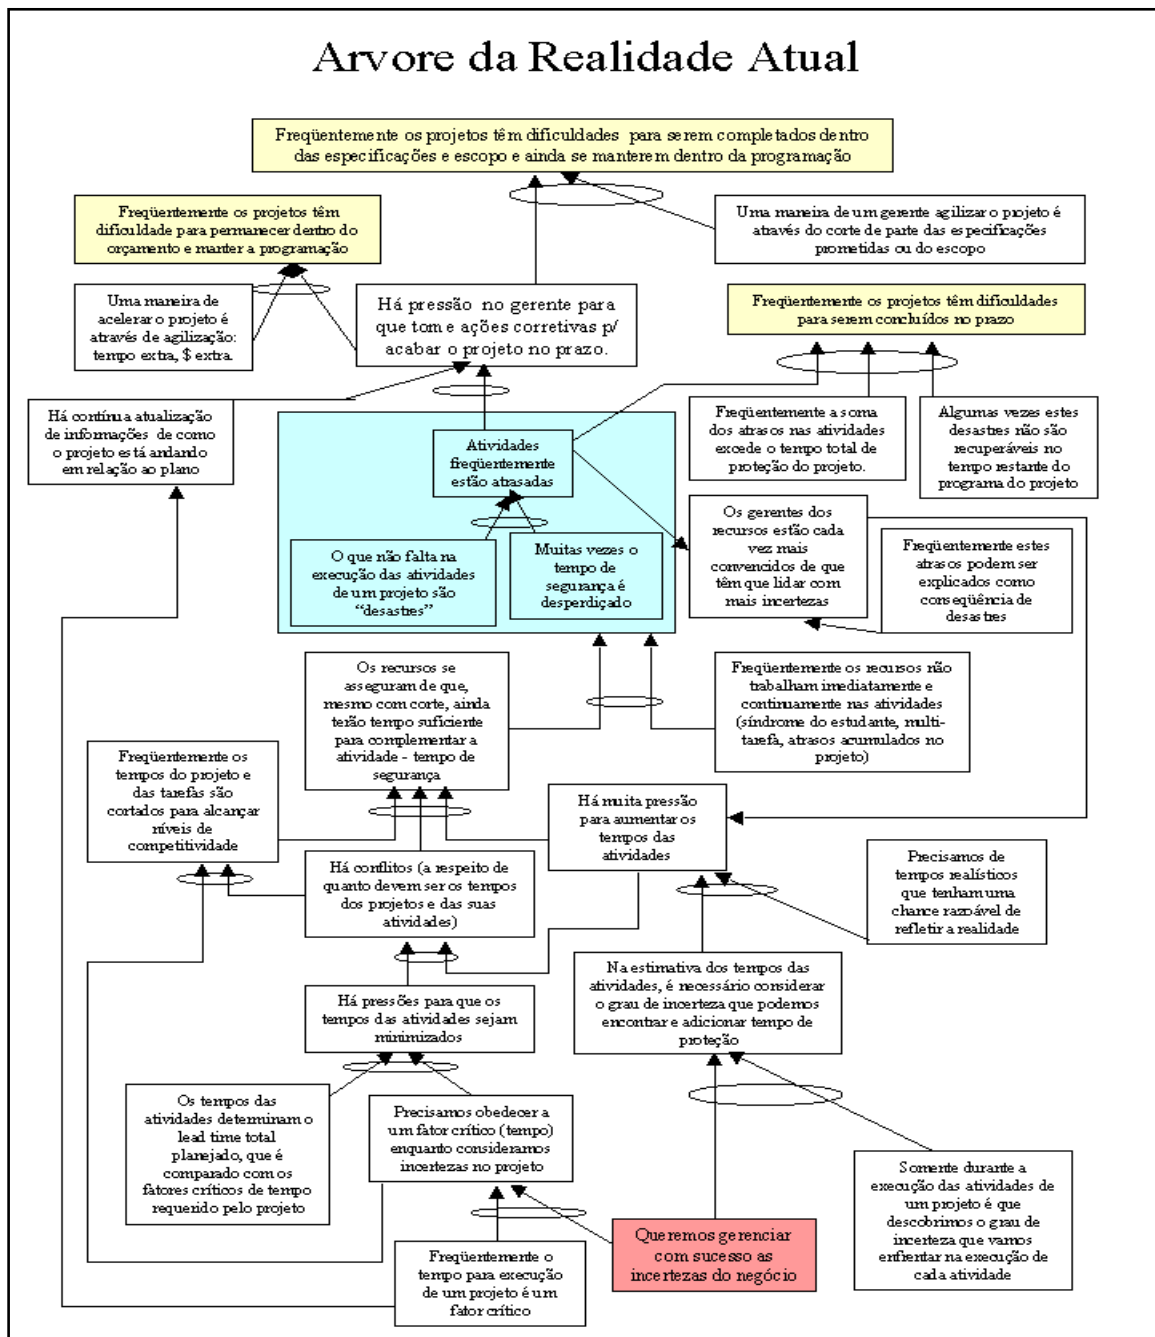 Arvore da Realidade Atual
Freqüentemente os projetos têm dificuldades para serem completados dentro
das especificações e escopo e ainda se manterem dentro da programação
Freqüentemente os projetos têm
dificuldade para permanecer dentro do
orçamento e manter a programação
Uma maneira de um gerente agilizar o projeto é
através do corte de parte das especificações
prometidas ou do escopo
Uma maneira de
acelerar o projeto é
através de agilização:
tempo extra, $ extra.
Há pressão no gerente para
que tome ações corretivas p/
acabar o projeto no prazo.
Freqüentemente os projetos têm dificuldades
para serem concluídos no prazo
Há contínua atualização
de informações de como
o projeto está andando
em relação ao plano
Atividades
freqüentemente
estão atrasadas
Freqüentemente a soma
dos atrasos nas atividades
excede o tempo total de
proteção do projeto.
Algumas vezes estes
desastres não são
recuperáveis no
tempo restante do
programa do projeto
O que não falta na
execução das atividades
de um projeto são
“desastres”
Muitas vezes o
tempo de
segurança é
desperdiçado
Os gerentes dos
recursos estão cada
vez mais
convencidos de que
têm que lidar com
mais incertezas
Freqüentemente estes
atrasos podem ser
explicados como
conseqüência de
desastres
Os recursos se
asseguram de que,
mesmo com corte, ainda
terão tempo suficiente
para complementar a
atividade - tempo de
segurança
Freqüentemente os recursos não
trabalham imediatamente e
continuamente nas atividades
(síndrome do estudante, multi-
tarefa, atrasos acumulados no
projeto)
Freqüentemente os
tempos do projeto e
das tarefas são
cortados para alcançar
níveis de
competitividade
Há muita pressão
para aumentar os
tempos das
atividades
Há conflitos (a respeito de
quanto devem ser os tempos
dos projetos e das suas
atividades)
Precisamos de
tempos realísticos
que tenham uma
chance razoável de
refletir a realidade
Há pressões para que os
tempos das atividades sejam
minimizados
Na estimativa dos tempos das
atividades, é necessário considerar
o grau de incerteza que podemos
encontrar e adicionar tempo de
proteção
Os tempos das
atividades determinam o
lead time total
planejado, que é
comparado com os
fatores críticos de tempo
requerido pelo projeto
Precisamos obedecer a
um fator crítico (tempo)
enquanto consideramos
incertezas no projeto
Somente durante a
execução das atividades de
um projeto é que
descobrimos o grau de
incerteza que vamos
enfrentar na execução de
cada atividade
Freqüentemente o
tempo para execução
de um projeto é um
fator crítico
Queremos gerenciar
com sucesso as
incertezas do negócio